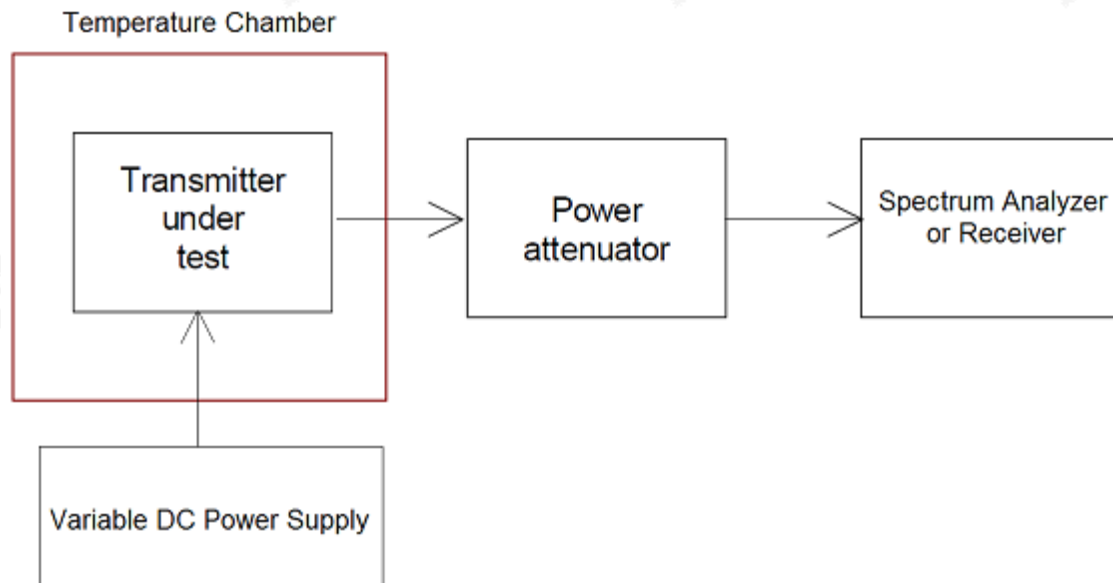 Temperature Chamber
Transmitter
under
test
Power
attenuator
Spectrum Analyzer
or Receiver
Variable DC Power Supply